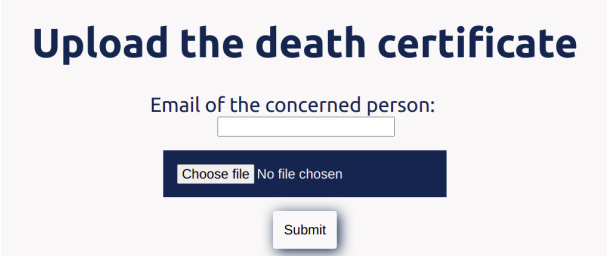 Upload the death certificate
Email of the concerned person:
Choose file No file chosen
Submit